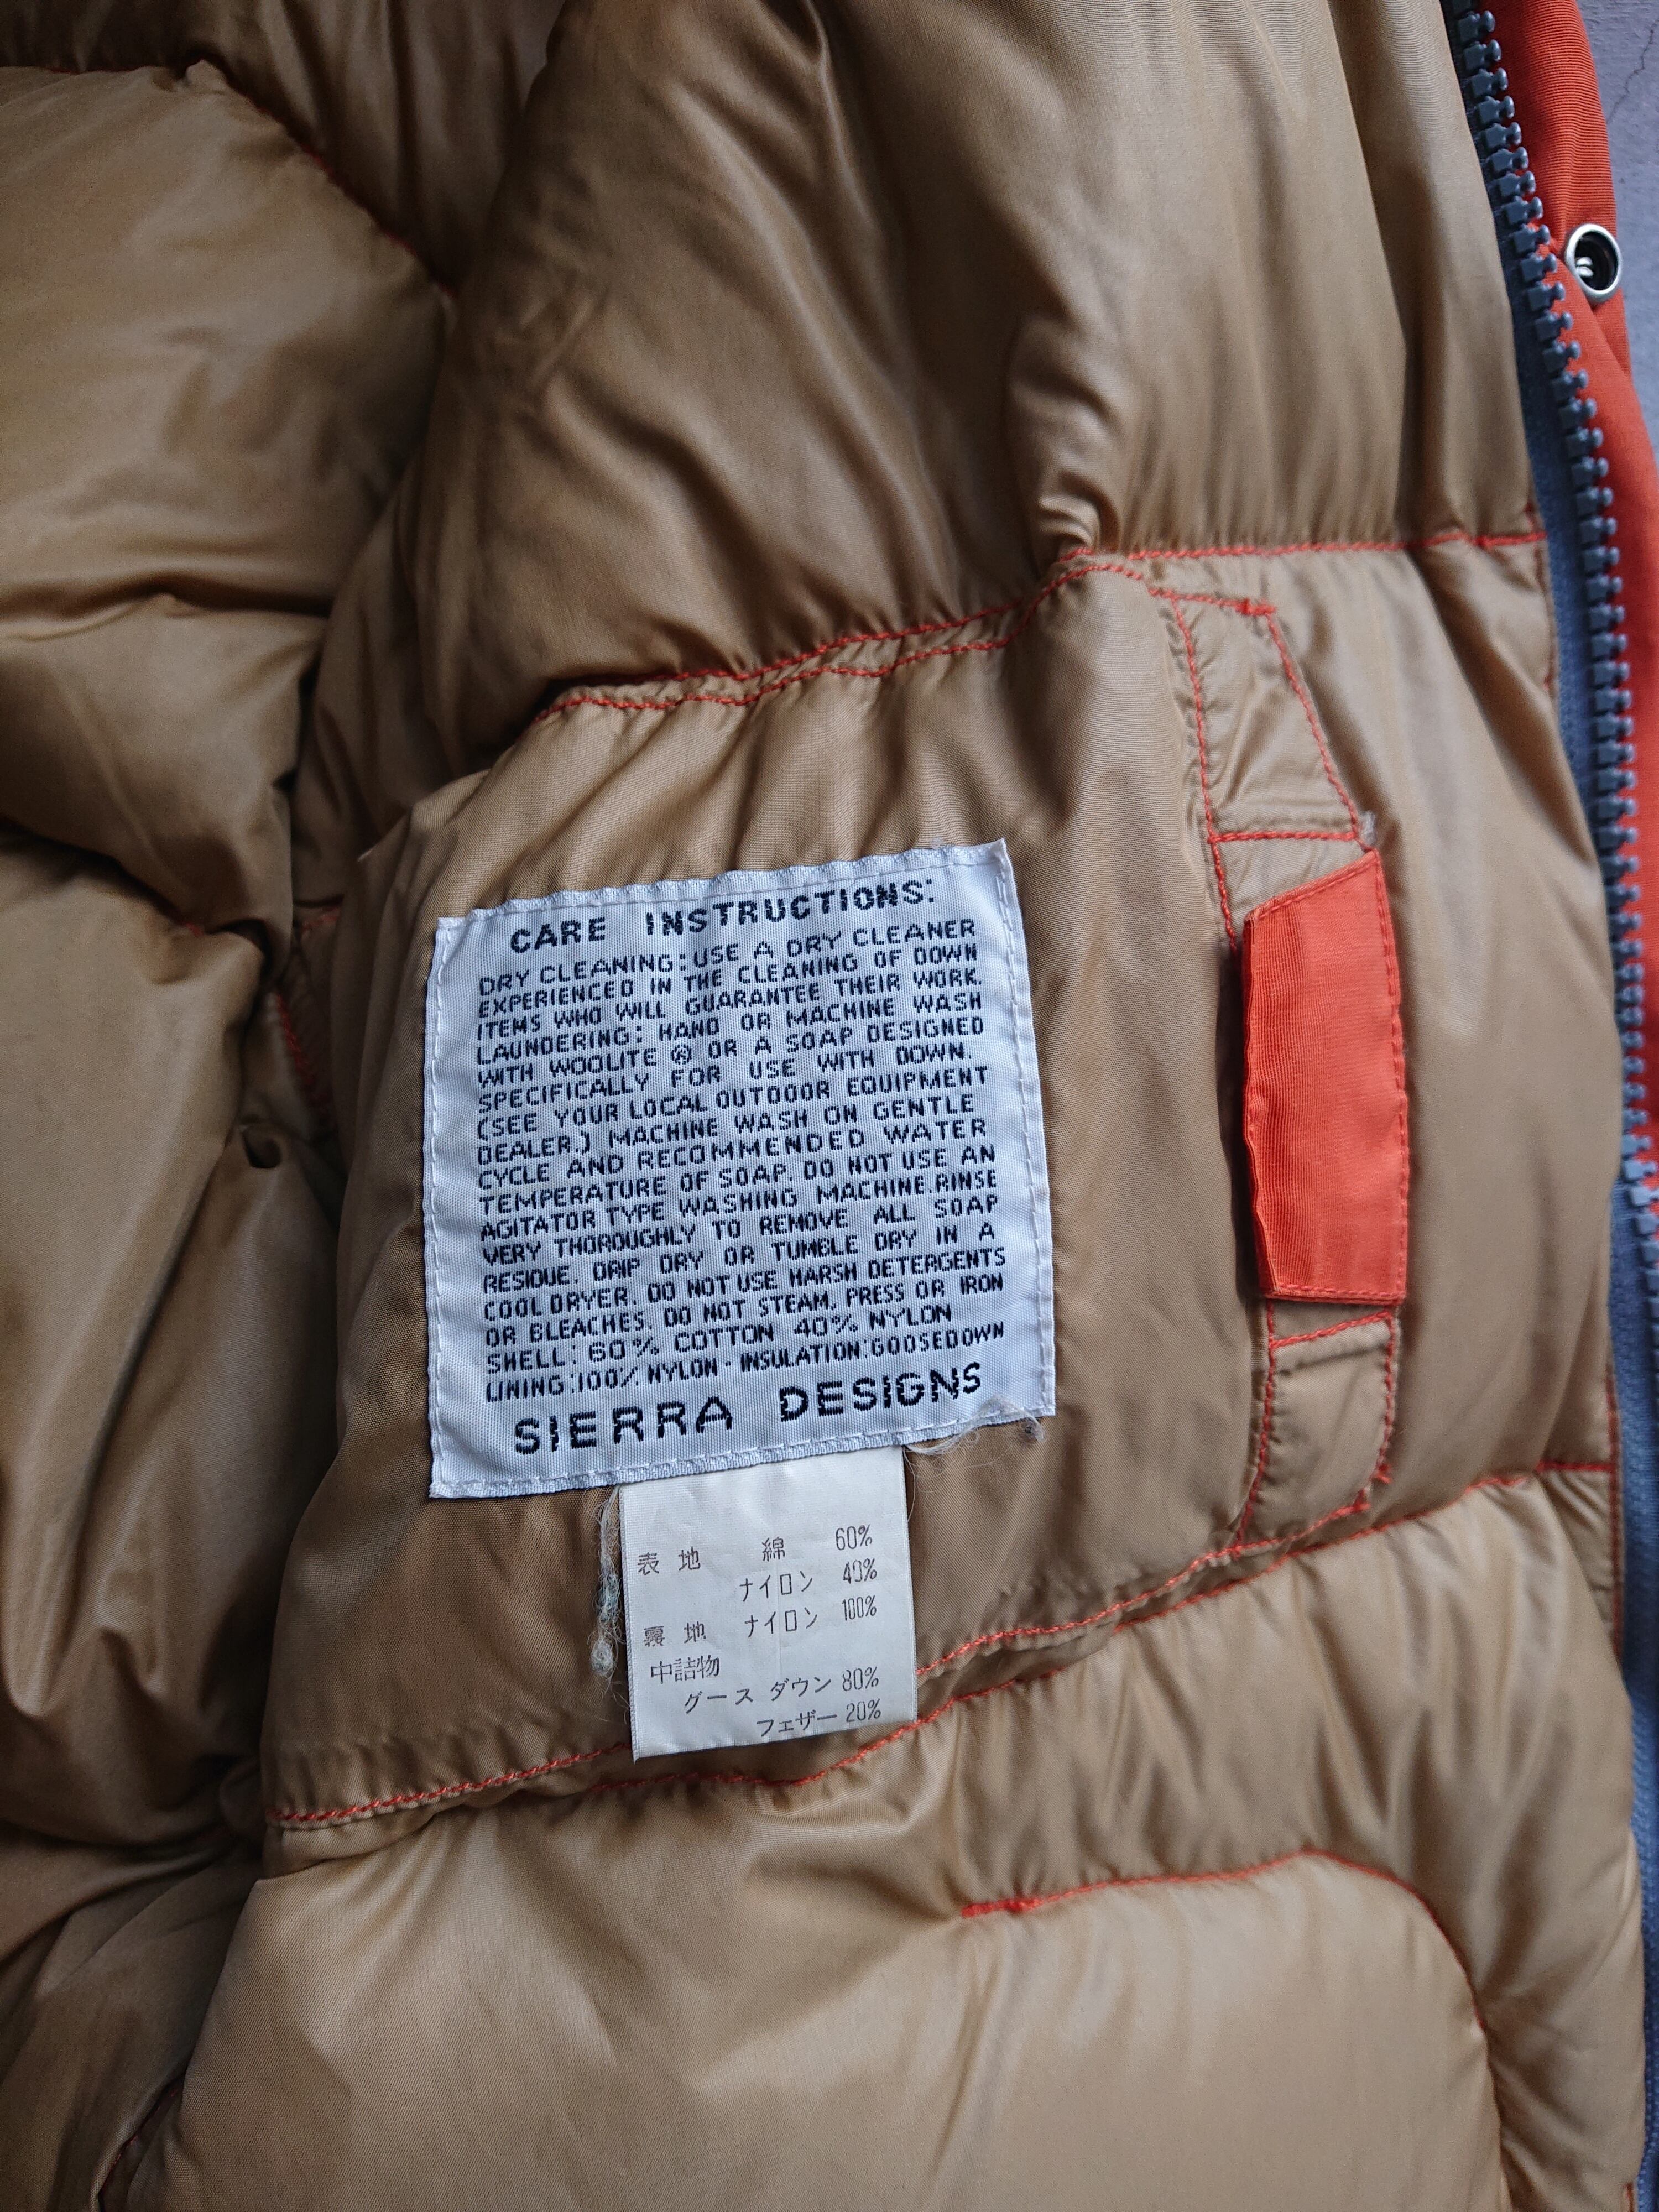 CARE INSTRUCTIONS:
DRY CLEANING: USE A DRY CLEANER
EXPERIENCED IN THE CLEANING OF DOWN
ITEMS WHO WILL GUARANTEE THEIR WORK.
LAUNDERING: HAND OR MACHINE WASH
WITH WOOLITE ® OR A SOAP DESIGNED
SPECIFICALLY FOR USE WITH DOWN.
(SEE YOUR LOCAL OUTDOOR EQUIPMENT
DEALER.) MACHINE WASH ON GENTLE
CYCLE AND RECOMMENDED WATER
TEMPERATURE OF SOAP. DO NOT USE AN
AGITATOR TYPE WASHING MACHINE. RINSE
VERY THOROUGHLY TO REMOVE ALL SOAP
RESIDUE. DRIP DRY OR TUMBLE DRY IN A
COOL DRYER. DO NOT USE HARSH DETERGENTS
OR BLEACHES. DO NOT STEAM, PRESS OR IRON
SHELL: 60% COTTON 40% NYLON
LINING: 100% NYLON - INSULATION: GOOSEDOWN
SIERRA DESIGNS
表地 綿 60%
ナイロン 40%
裏地 ナイロン 100%
中詰物
グース ダウン 80%
フェザー 20%